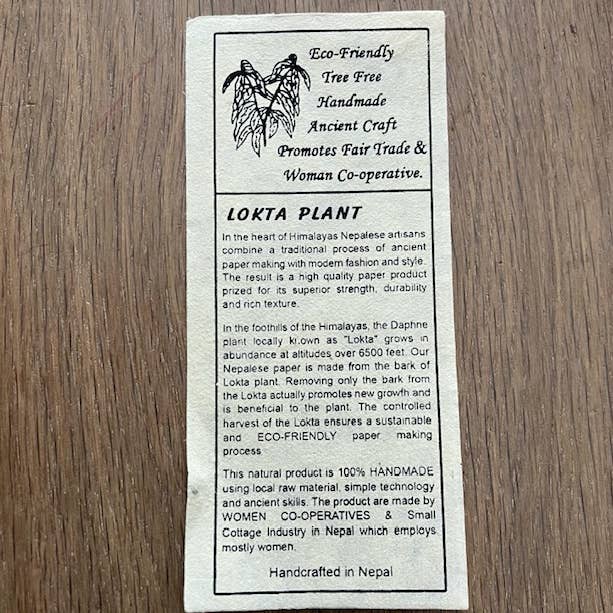 Eco-Friendly
Tree Free
Handmade
Ancient Craft
Promotes Fair Trade &
Woman Co-operative.
LOKTA PLANT
In the heart of Himalayas Nepalese artisans
combine a traditional process of ancient
paper making with modern fashion and style.
The result is a high quality paper product
prized for its superior strength, durability
and rich texture.
In the foothills of the Himalayas, the Daphne
plant locally known as "Lokta" grows in
abundance at altitudes over 6500 feet. Our
Nepalese paper is made from the bark of
Lokta plant. Removing only the bark from
the Lokta actually promotes new growth and
is beneficial to the plant. The controlled
harvest of the Lokta ensures a sustainable
and ECO-FRIENDLY paper making
process
This natural product is 100% HANDMADE
using local raw material, simple technology
and ancient skills. The product are made by
WOMEN CO-OPERATIVES & Small
Cottage Industry in Nepal which employs
mostly women.
Handcrafted in Nepal